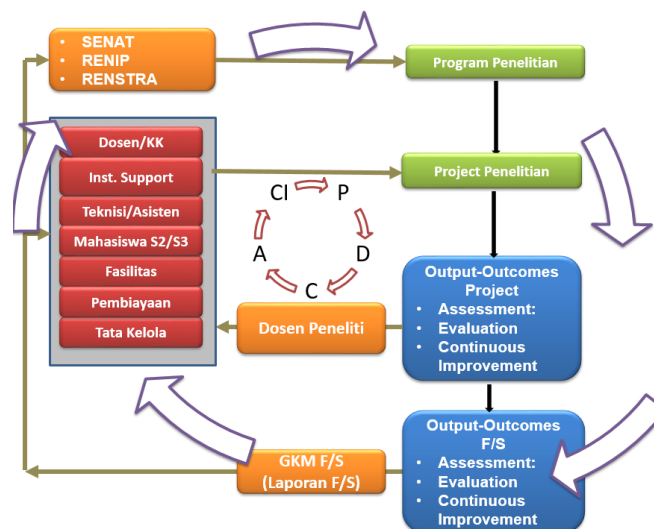 • SENAT
• RENIP
• RENSTRA
Program Penelitian
Dosen/KK
Inst. Support
Teknisi/Asisten
Mahasiswa S2/S3
Fasilitas
Pembiayaan
Tata Kelola
Project Penelitian
CI
P
D
C
A
Output-Outcomes
Project
• Assessment:
• Evaluation
• Continuous
Improvement
Dosen Peneliti
Output-Outcomes
F/S
• Assessment:
• Evaluation
• Continuous
Improvement
GKM F/S
(Laporan F/S)